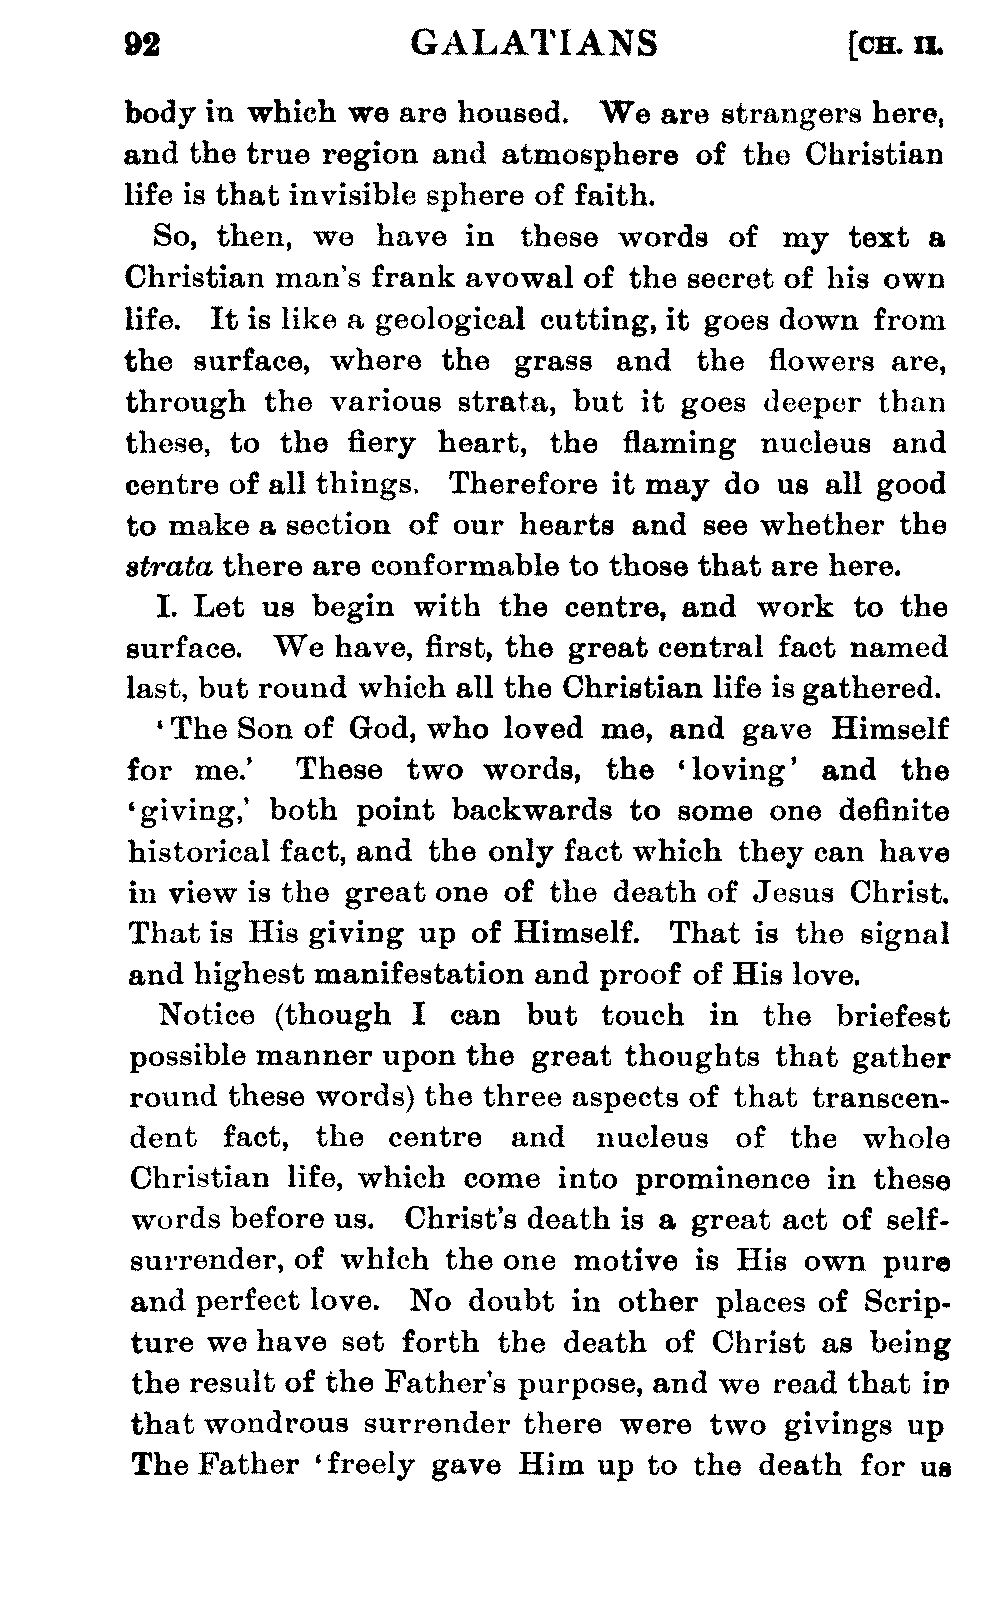 92 GALATIANS [CH. II.
body in which we are housed. We are strangers here,
and the true region and atmosphere of the Christian
life is that invisible sphere of faith.
So, then, we have in these words of my text a
Christian man's frank avowal of the secret of his own
life. It is like a geological cutting, it goes down from
the surface, where the grass and the flowers are,
through the various strata, but it goes deeper than
these, to the fiery heart, the flaming nucleus and
centre of all things. Therefore it may do us all good
to make a section of our hearts and see whether the
strata there are conformable to those that are here.
I. Let us begin with the centre, and work to the
surface. We have, first, the great central fact named
last, but round which all the Christian life is gathered.
'The Son of God, who loved me, and gave Himself
for me.' These two words, the 'loving' and the
'giving,' both point backwards to some one definite
historical fact, and the only fact which they can have
in view is the great one of the death of Jesus Christ.
That is His giving up of Himself. That is the signal
and highest manifestation and proof of His love.
Notice (though I can but touch in the briefest
possible manner upon the great thoughts that gather
round these words) the three aspects of that transcen-
dent fact, the centre and nucleus of the whole
Christian life, which come into prominence in these
words before us. Christ's death is a great act of self-
surrender, of which the one motive is His own pure
and perfect love. No doubt in other places of Scrip-
ture we have set forth the death of Christ as being
the result of the Father's purpose, and we read that in
that wondrous surrender there were two givings up
The Father 'freely gave Him up to the death for us